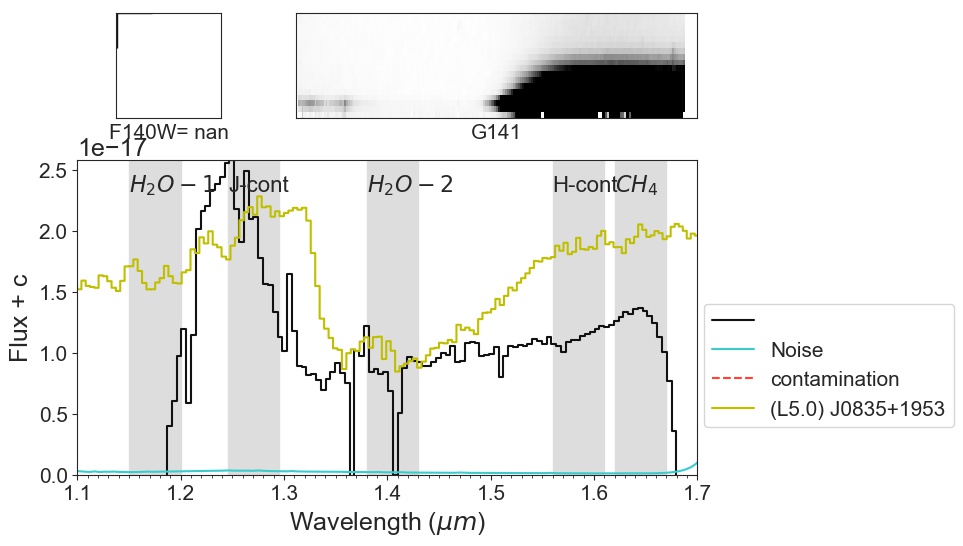 F140W= nan
G141
1e−17
H₂O − 1
J-cont
H₂O − 2
H-cont
CH₄
2.5
2.0
1.5
1.0
0.5
0.0
Flux + c
1.1 1.2 1.3 1.4 1.5 1.6 1.7
Wavelength (μm)
Noise
contamination
(L5.0) J0835+1953